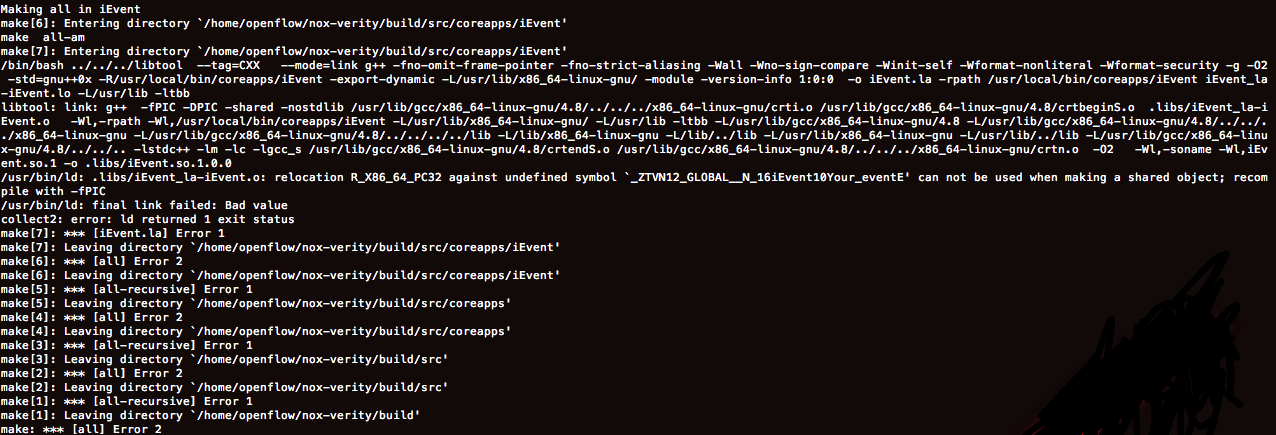 Making all in iEvent
make[6]: Entering directory `/home/openflow/nox-verity/build/src/coreapps/iEvent'
make  all-am
make[7]: Entering directory `/home/openflow/nox-verity/build/src/coreapps/iEvent'
/bin/bash ../../../libtool  --tag=CXX   --mode=link g++ -fno-omit-frame-pointer -fno-strict-aliasing -Wall -Wno-sign-compare -Winit-self -Wformat-nonliteral -Wformat-security -g -O2
 -std=gnu++0x -R/usr/local/bin/coreapps/iEvent -export-dynamic -L/usr/lib/x86_64-linux-gnu/ -module -version-info 1:0:0  -o iEvent.la -rpath /usr/local/bin/coreapps/iEvent iEvent_la
-iEvent.lo -L/usr/lib -ltbb
libtool: link: g++  -fPIC -DPIC -shared -nostdlib /usr/lib/gcc/x86_64-linux-gnu/4.8/../../../x86_64-linux-gnu/crti.o /usr/lib/gcc/x86_64-linux-gnu/4.8/crtbeginS.o  .libs/iEvent_la-i
Event.o   -Wl,-rpath -Wl,/usr/local/bin/coreapps/iEvent -L/usr/lib/x86_64-linux-gnu/ -L/usr/lib -ltbb -L/usr/lib/gcc/x86_64-linux-gnu/4.8 -L/usr/lib/gcc/x86_64-linux-gnu/4.8/../../.
./x86_64-linux-gnu -L/usr/lib/gcc/x86_64-linux-gnu/4.8/../../../../lib -L/lib/x86_64-linux-gnu -L/lib/../lib -L/usr/lib/x86_64-linux-gnu -L/usr/lib/../lib -L/usr/lib/gcc/x86_64-linu
x-gnu/4.8/../../.. -lstdc++ -lm -lc -lgcc_s /usr/lib/gcc/x86_64-linux-gnu/4.8/crtendS.o /usr/lib/gcc/x86_64-linux-gnu/4.8/../../../x86_64-linux-gnu/crtn.o  -O2   -Wl,-soname -Wl,iEv
ent.so.1 -o .libs/iEvent.so.1.0.0
/usr/bin/ld: .libs/iEvent_la-iEvent.o: relocation R_X86_64_PC32 against undefined symbol `_ZTVN12_GLOBAL__N_16iEvent10Your_eventE' can not be used when making a shared object; recom
pile with -fPIC
/usr/bin/ld: final link failed: Bad value
collect2: error: ld returned 1 exit status
make[7]: *** [iEvent.la] Error 1
make[7]: Leaving directory `/home/openflow/nox-verity/build/src/coreapps/iEvent'
make[6]: *** [all] Error 2
make[6]: Leaving directory `/home/openflow/nox-verity/build/src/coreapps/iEvent'
make[5]: *** [all-recursive] Error 1
make[5]: Leaving directory `/home/openflow/nox-verity/build/src/coreapps'
make[4]: *** [all] Error 2
make[4]: Leaving directory `/home/openflow/nox-verity/build/src/coreapps'
make[3]: *** [all-recursive] Error 1
make[3]: Leaving directory `/home/openflow/nox-verity/build/src'
make[2]: *** [all] Error 2
make[2]: Leaving directory `/home/openflow/nox-verity/build/src'
make[1]: *** [all-recursive] Error 1
make[1]: Leaving directory `/home/openflow/nox-verity/build'
make: *** [all] Error 2